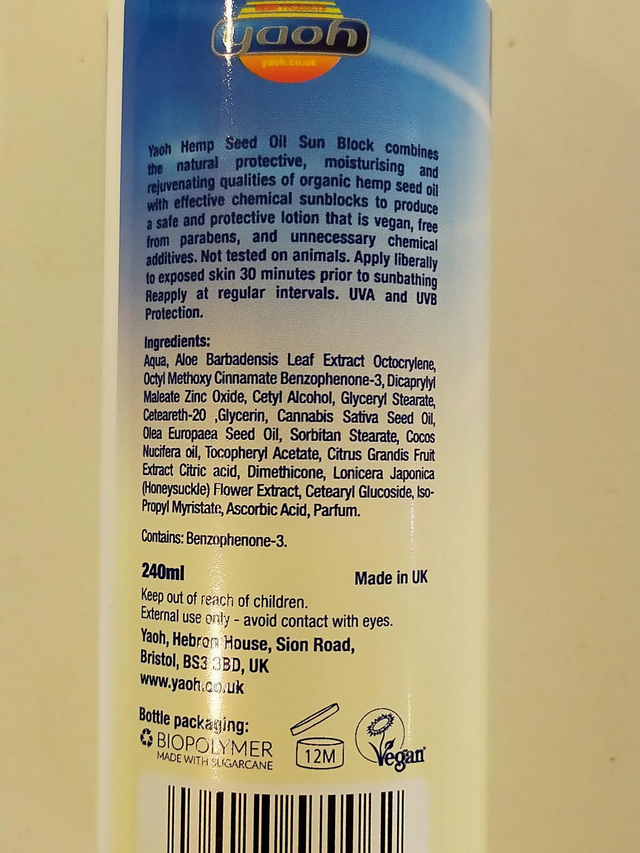 HEMP PRODUCTS
yaoh
yaoh.co.uk
Yaoh Hemp Seed Oil Sun Block combines
the natural protective, moisturising and
rejuvenating qualities of organic hemp seed oil
with effective chemical sunblocks to produce
a safe and protective lotion that is vegan, free
from parabens, and unnecessary chemical
additives. Not tested on animals. Apply liberally
to exposed skin 30 minutes prior to sunbathing
Reapply at regular intervals. UVA and UVB
Protection.
Ingredients:
Aqua, Aloe Barbadensis Leaf Extract Octocrylene,
Octyl Methoxy Cinnamate Benzophenone-3, Dicaprylyl
Maleate Zinc Oxide, Cetyl Alcohol, Glyceryl Stearate,
Ceteareth-20 ,Glycerin, Cannabis Sativa Seed Oil,
Olea Europaea Seed Oil, Sorbitan Stearate, Cocos
Nucifera oil, Tocopheryl Acetate, Citrus Grandis Fruit
Extract Citric acid, Dimethicone, Lonicera Japonica
(Honeysuckle) Flower Extract, Cetearyl Glucoside, Iso-
Propyl Myristate, Ascorbic Acid, Parfum.
Contains: Benzophenone-3.
240ml Made in UK
Keep out of reach of children.
External use only - avoid contact with eyes.
Yaoh, Hebron House, Sion Road,
Bristol, BS3 3BD, UK
www.yaoh.co.uk
Bottle packaging:
BIOPOLYMER
MADE WITH SUGARCANE
12M
Vegan